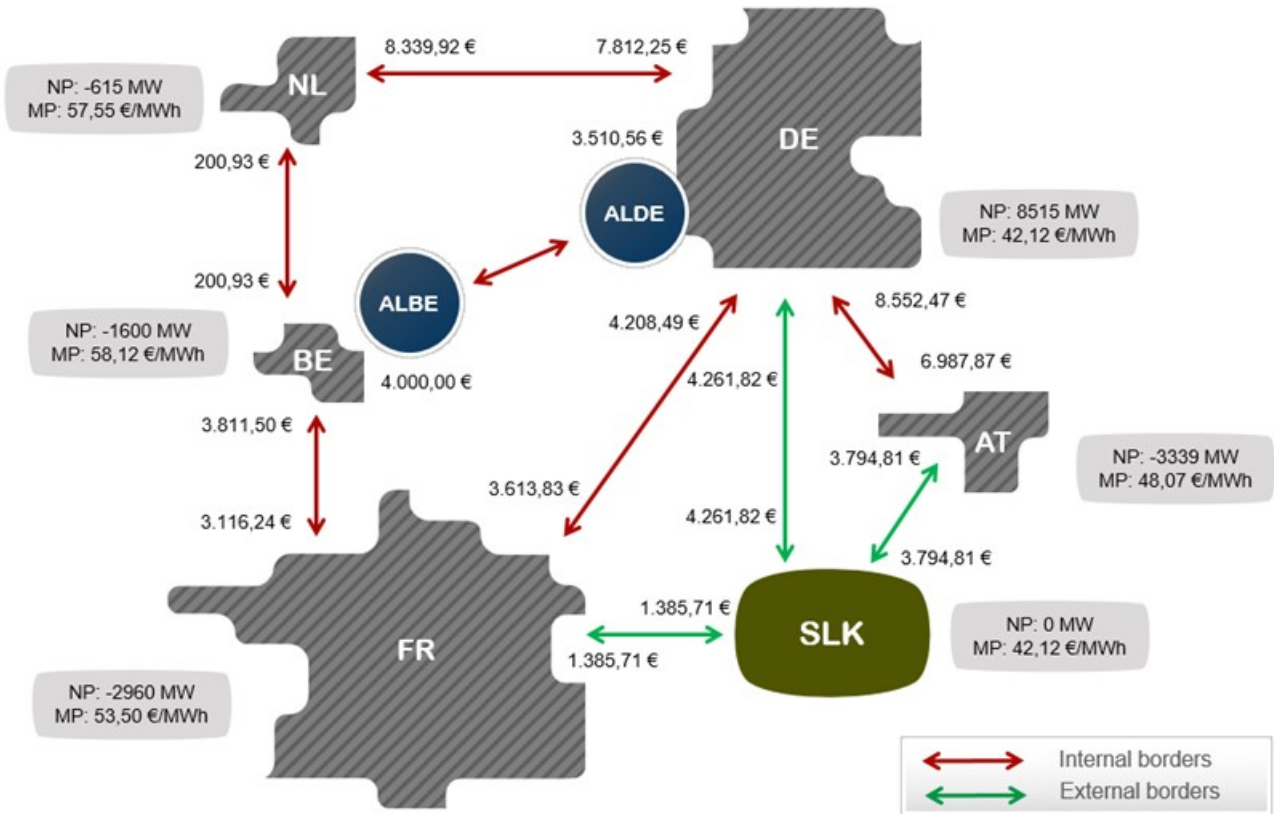 8.339,92 €
7.812,25 €
NL
NP: -615 MW
MP: 57,55 €/MWh
DE
3.510,56 €
200,93 €
ALDE
NP: 8515 MW
MP: 42,12 €/MWh
200,93 €
ALBE
8.552,47 €
4.208,49 €
NP: -1600 MW
MP: 58,12 €/MWh
BE
6.987,87 €
4.000,00 €
4.261,82 €
3.811,50 €
AT
3.794,81 €
NP: -3339 MW
MP: 48,07 €/MWh
3.613,83 €
3.116,24 €
4.261,82 €
3.794,81 €
1.385,71 €
SLK
NP: 0 MW
MP: 42,12 €/MWh
FR
1.385,71 €
NP: -2960 MW
MP: 53,50 €/MWh
Internal borders
External borders